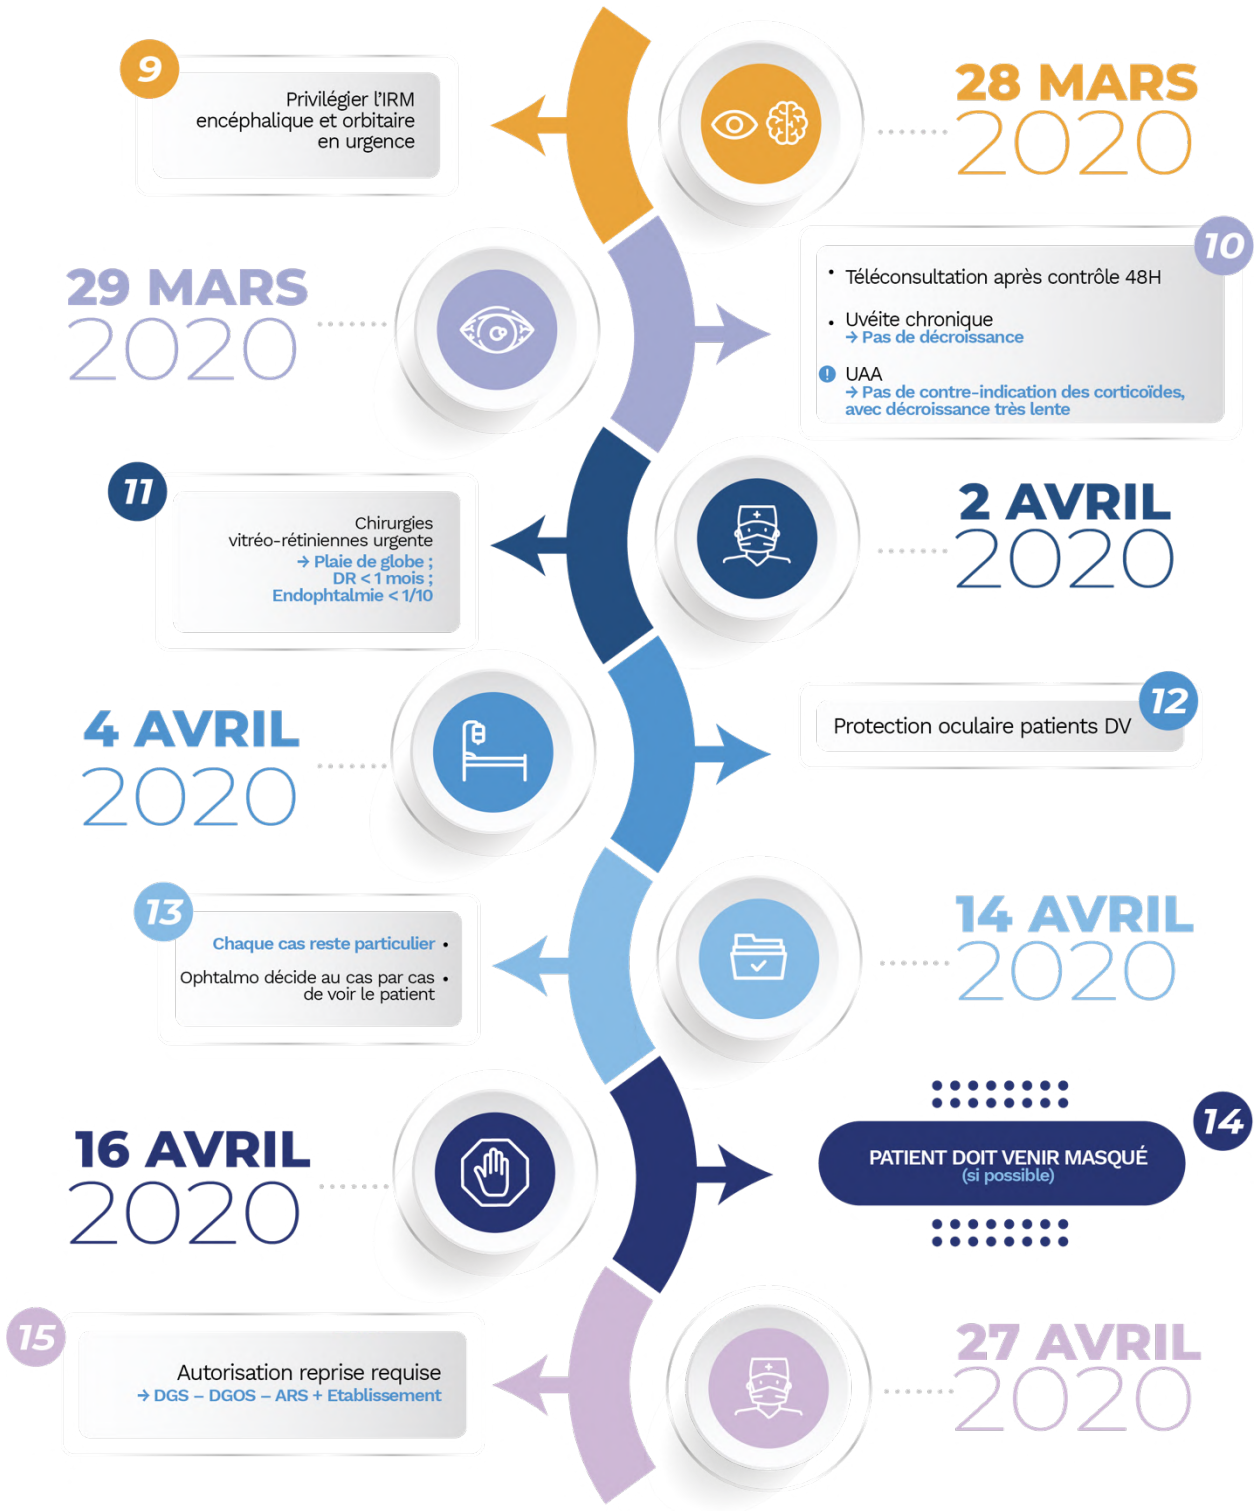 9
Privilégier l'IRM
encéphalique et orbitaire
en urgence
28 MARS
2020
29 MARS
2020
10
• Téléconsultation après contrôle 48H
• Uvéite chronique
→ Pas de décroissance
! UAA
→ Pas de contre-indication des corticoïdes,
avec décroissance très lente
11
Chirurgies
vitréo-rétiniennes urgente
→ Plaie de globe ;
DR < 1 mois ;
Endophtalmie < 1/10
2 AVRIL
2020
4 AVRIL
2020
12
Protection oculaire patients DV
13
Chaque cas reste particulier •
Ophtalmo décide au cas par cas •
de voir le patient
14 AVRIL
2020
16 AVRIL
2020
14
PATIENT DOIT VENIR MASQUÉ
(si possible)
15
Autorisation reprise requise
→ DGS – DGOS – ARS + Etablissement
27 AVRIL
2020